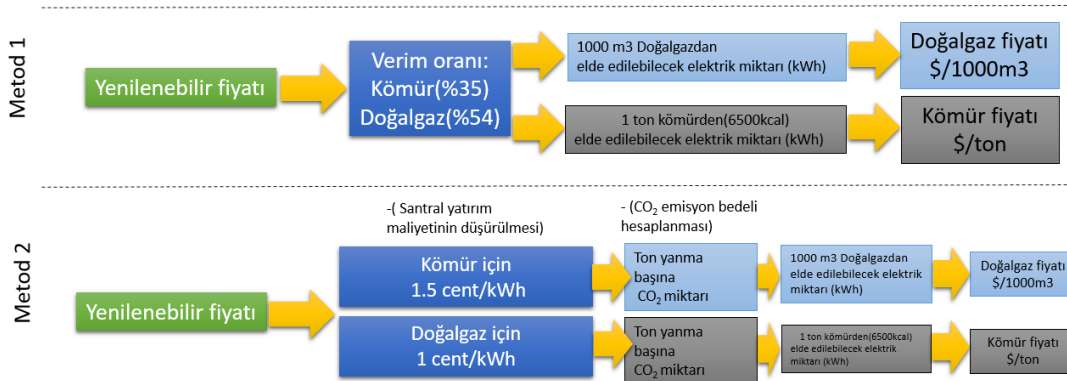 Metod 1
Yenilenebilir fiyatı
Verim oranı:
Kömür(%35)
Doğalgaz(%54)
1000 m3 Doğalgazdan
elde edilebilecek elektrik miktarı (kWh)
Doğalgaz fiyatı
$/1000m3
1 ton kömürden(6500kcal)
elde edilebilecek elektrik miktarı (kWh)
Kömür fiyatı
$/ton
Metod 2
-( Santral yatırım
maliyetinin düşürülmesi)
- (CO₂ emisyon bedeli
hesaplanması)
Yenilenebilir fiyatı
Kömür için
1.5 cent/kWh
Ton yanma
başına
CO₂ miktarı
1000 m3 Doğalgazdan
elde edilebilecek elektrik
miktarı (kWh)
Doğalgaz fiyatı
$/1000m3
Doğalgaz için
1 cent/kWh
Ton yanma
başına
CO₂ miktarı
1 ton kömürden(6500kcal)
elde edilebilecek elektrik
miktarı (kWh)
Kömür fiyatı
$/ton